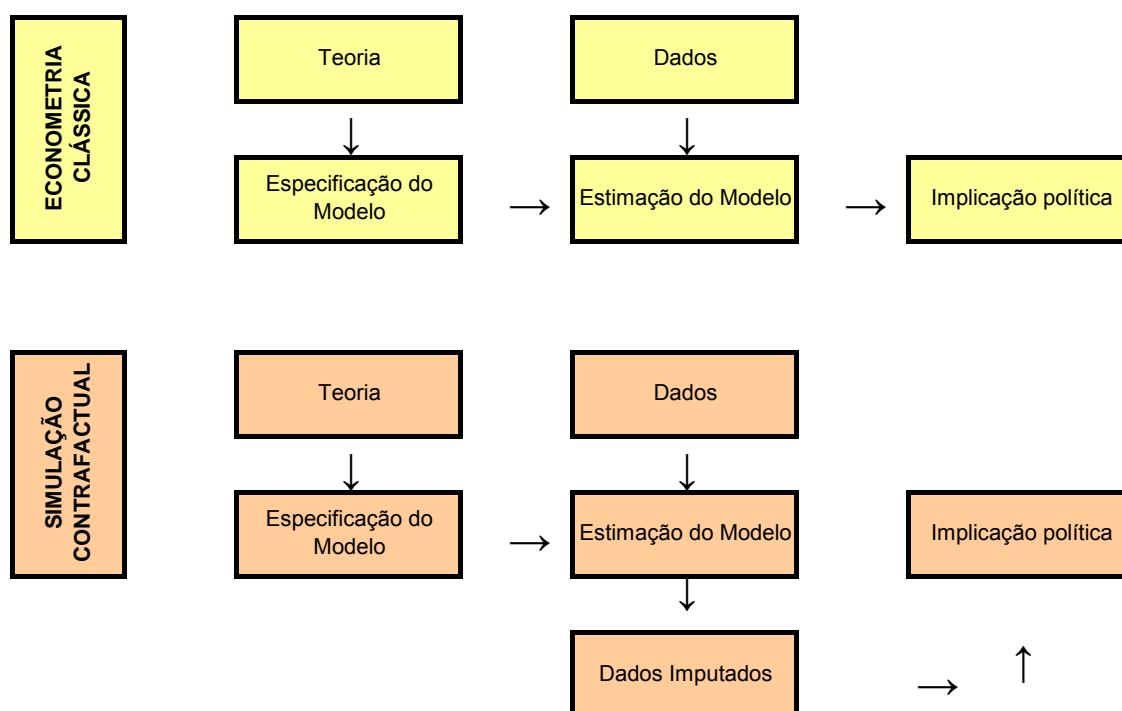 ECONOMETRIA
CLÁSSICA
Teoria
Dados
Especificação do
Modelo
→
Estimação do Modelo
→
Implicação política
↓
↓
SIMULAÇÃO
CONTRAFACTUAL
Teoria
Dados
↓
↓
Especificação do
Modelo
→
Estimação do Modelo
Implicação política
↓
Dados Imputados
→
↑